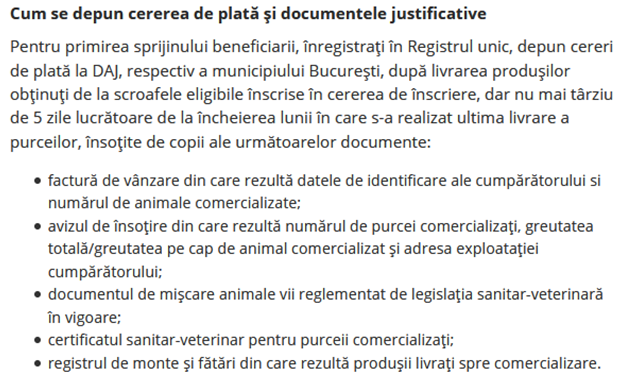 Cum se depun cererea de plată și documentele justificative
Pentru primirea sprijinului beneficiarii, înregistrați în Registrul unic, depun cereri
de plată la DAJ, respectiv a municipiului București, după livrarea produșilor
obținuți de la scroafele eligibile înscrise în cererea de înscriere, dar nu mai târziu
de 5 zile lucrătoare de la încheierea lunii în care s-a realizat ultima livrare a
purceilor, însoțite de copii ale următoarelor documente:
• factură de vânzare din care rezultă datele de identificare ale cumpărătorului si
numărul de animale comercializate;
• avizul de însoțire din care rezultă numărul de purcei comercializați, greutatea
totală/greutatea pe cap de animal comercializat și adresa exploatației
cumpărătorului;
• documentul de mișcare animale vii reglementat de legislația sanitar-veterinară
în vigoare;
• certificatul sanitar-veterinar pentru purceii comercializați;
• registrul de monte și fătări din care rezultă produșii livrați spre comercializare.